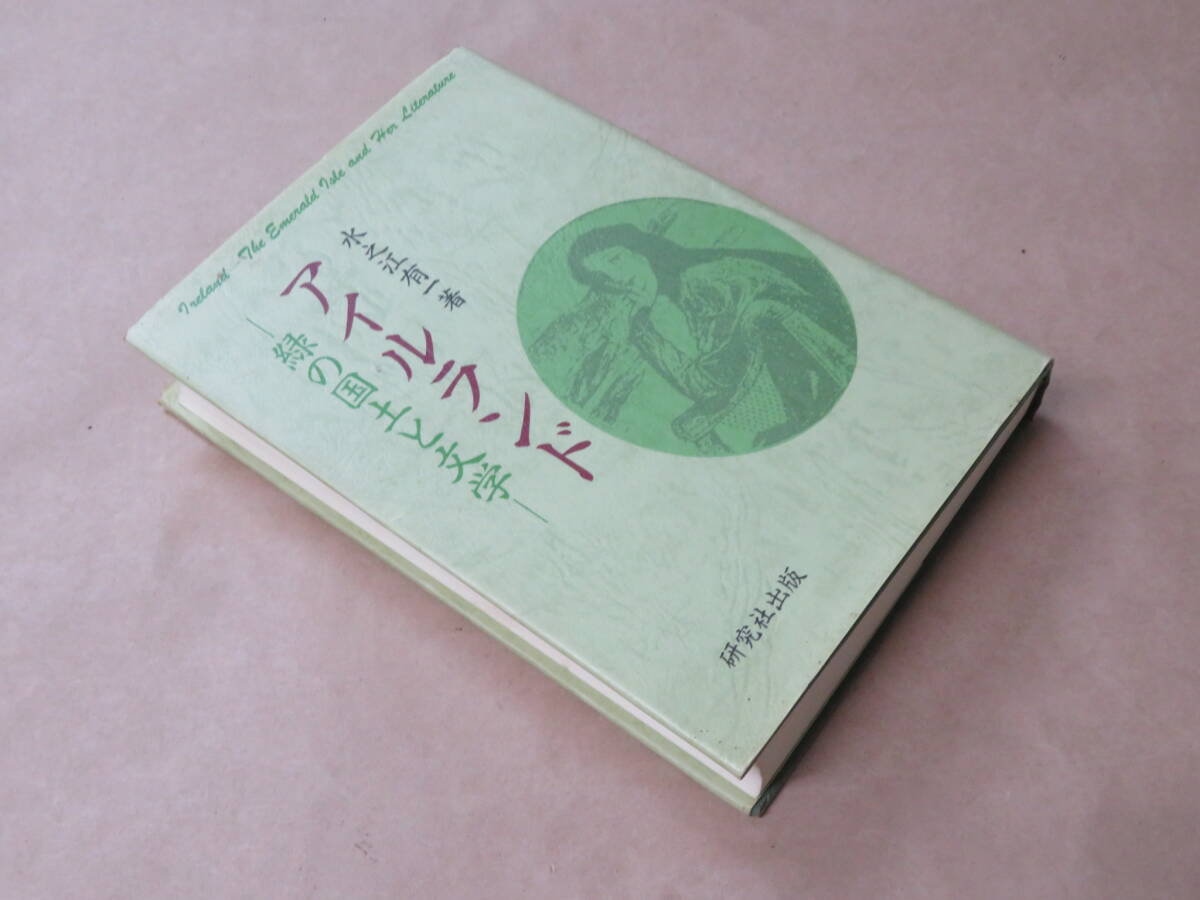 Ireland—The Emerald Isle and Her Literature
水之江有一著
アイルランド
—緑の国土と文学—
研究社出版